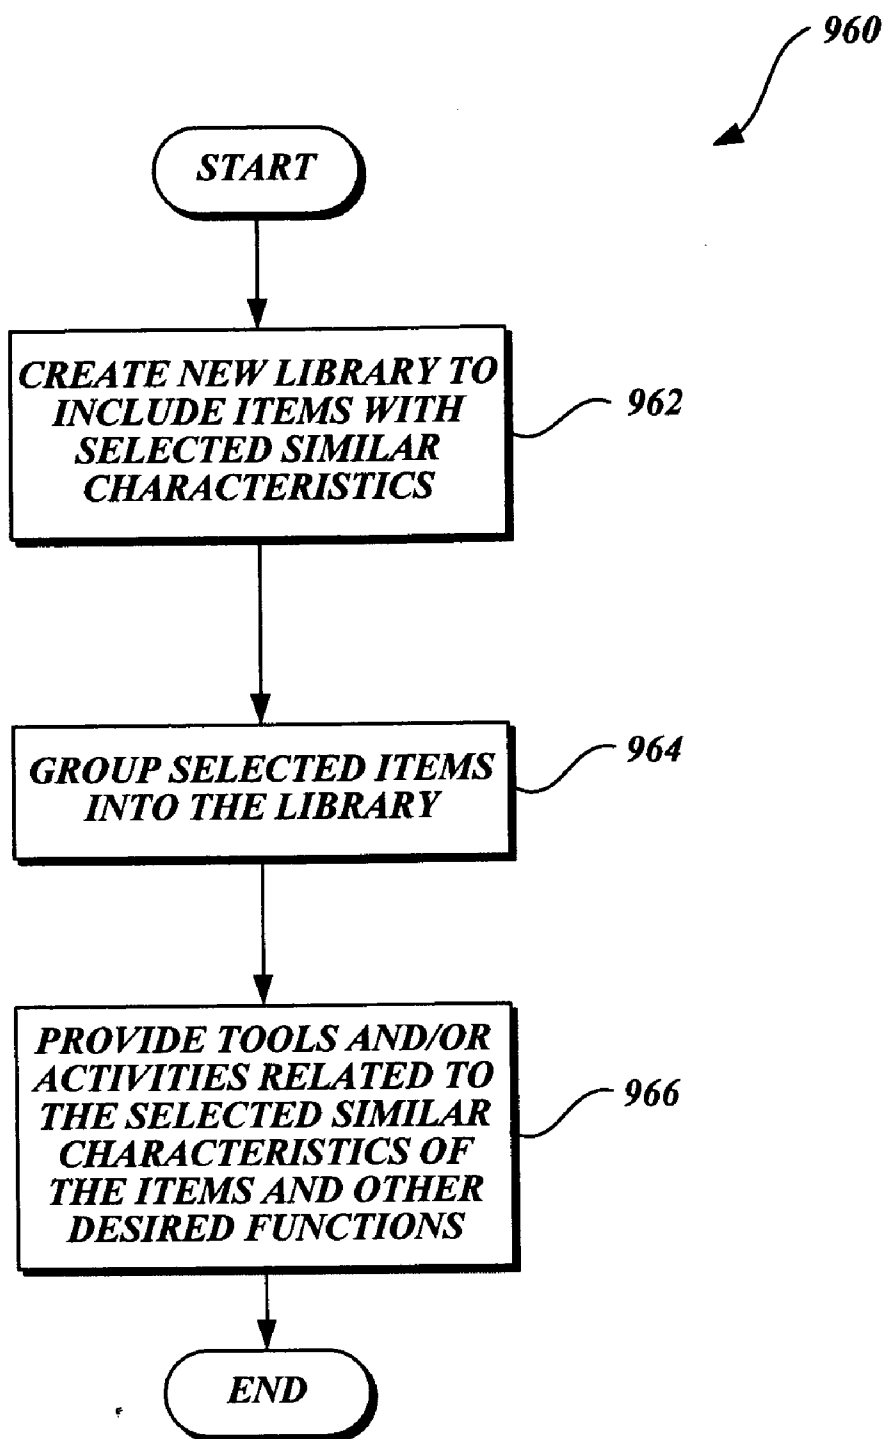 960
START
CREATE NEW LIBRARY TO
INCLUDE ITEMS WITH
SELECTED SIMILAR
CHARACTERISTICS
962
GROUP SELECTED ITEMS
INTO THE LIBRARY
964
PROVIDE TOOLS AND/OR
ACTIVITIES RELATED TO
THE SELECTED SIMILAR
CHARACTERISTICS OF
THE ITEMS AND OTHER
DESIRED FUNCTIONS
966
END